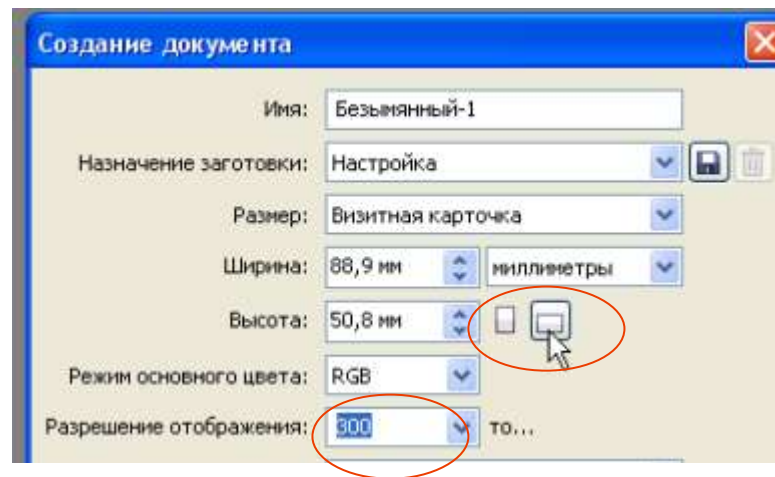 Создание документа
Имя: Безымянный-1
Назначение заготовки: Настройка
Размер: Визитная карточка
Ширина: 88,9 мм миллиметры
Высота: 50,8 мм
Режим основного цвета: RGB
Разрешение отображения: 300 то...